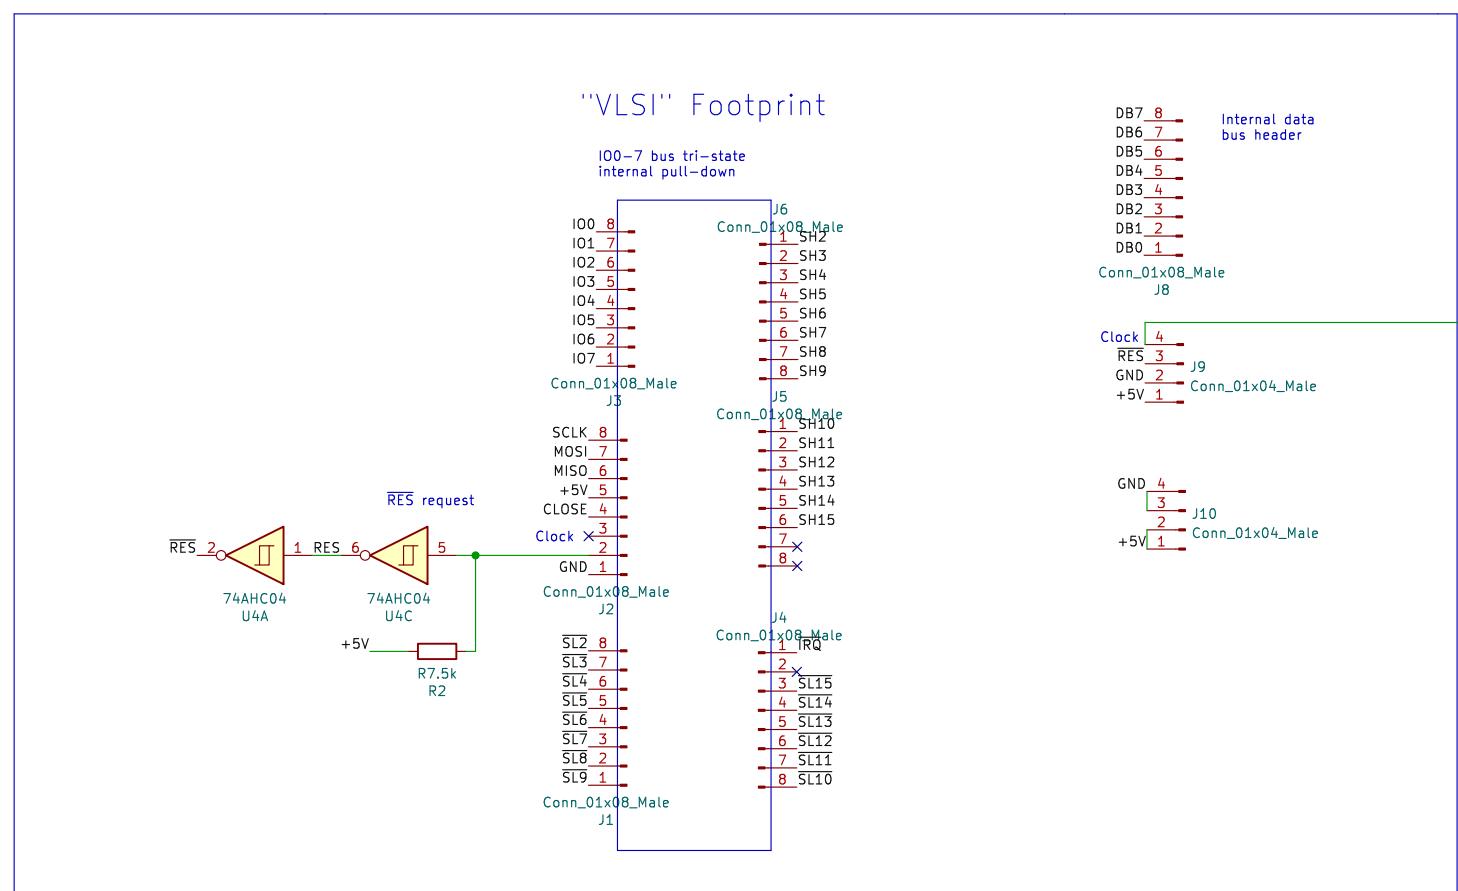 "VLSI" Footprint
IO0-7 bus tri-state
internal pull-down
IO0 8
IO1 7
IO2 6
IO3 5
IO4 4
IO5 3
IO6 2
IO7 1
Conn_01x08_Male
J3
J6
Conn_01x08_Male
1 SH2
2 SH3
3 SH4
4 SH5
5 SH6
6 SH7
7 SH8
8 SH9
J5
Conn_01x08_Male
1 SH10
2 SH11
3 SH12
4 SH13
5 SH14
6 SH15
7
8
SCLK 8
MOSI 7
MISO 6
+5V 5
CLOSE 4
Clock 3
2
GND 1
Conn_01x08_Male
J2
RES request
RES 2 1 RES 6 5
74AHC04
U4A
74AHC04
U4C
+5V
R7.5k
R2
SL2 8
SL3 7
SL4 6
SL5 5
SL6 4
SL7 3
SL8 2
SL9 1
Conn_01x08_Male
J1
J4
Conn_01x08_Male
1 IRQ
2
3 SL15
4 SL14
5 SL13
6 SL12
7 SL11
8 SL10
DB7 8
DB6 7
DB5 6
DB4 5
DB3 4
DB2 3
DB1 2
DB0 1
Conn_01x08_Male
J8
Internal data
bus header
Clock 4
RES 3
GND 2
+5V 1
J9
Conn_01x04_Male
GND 4
3
2
+5V 1
J10
Conn_01x04_Male